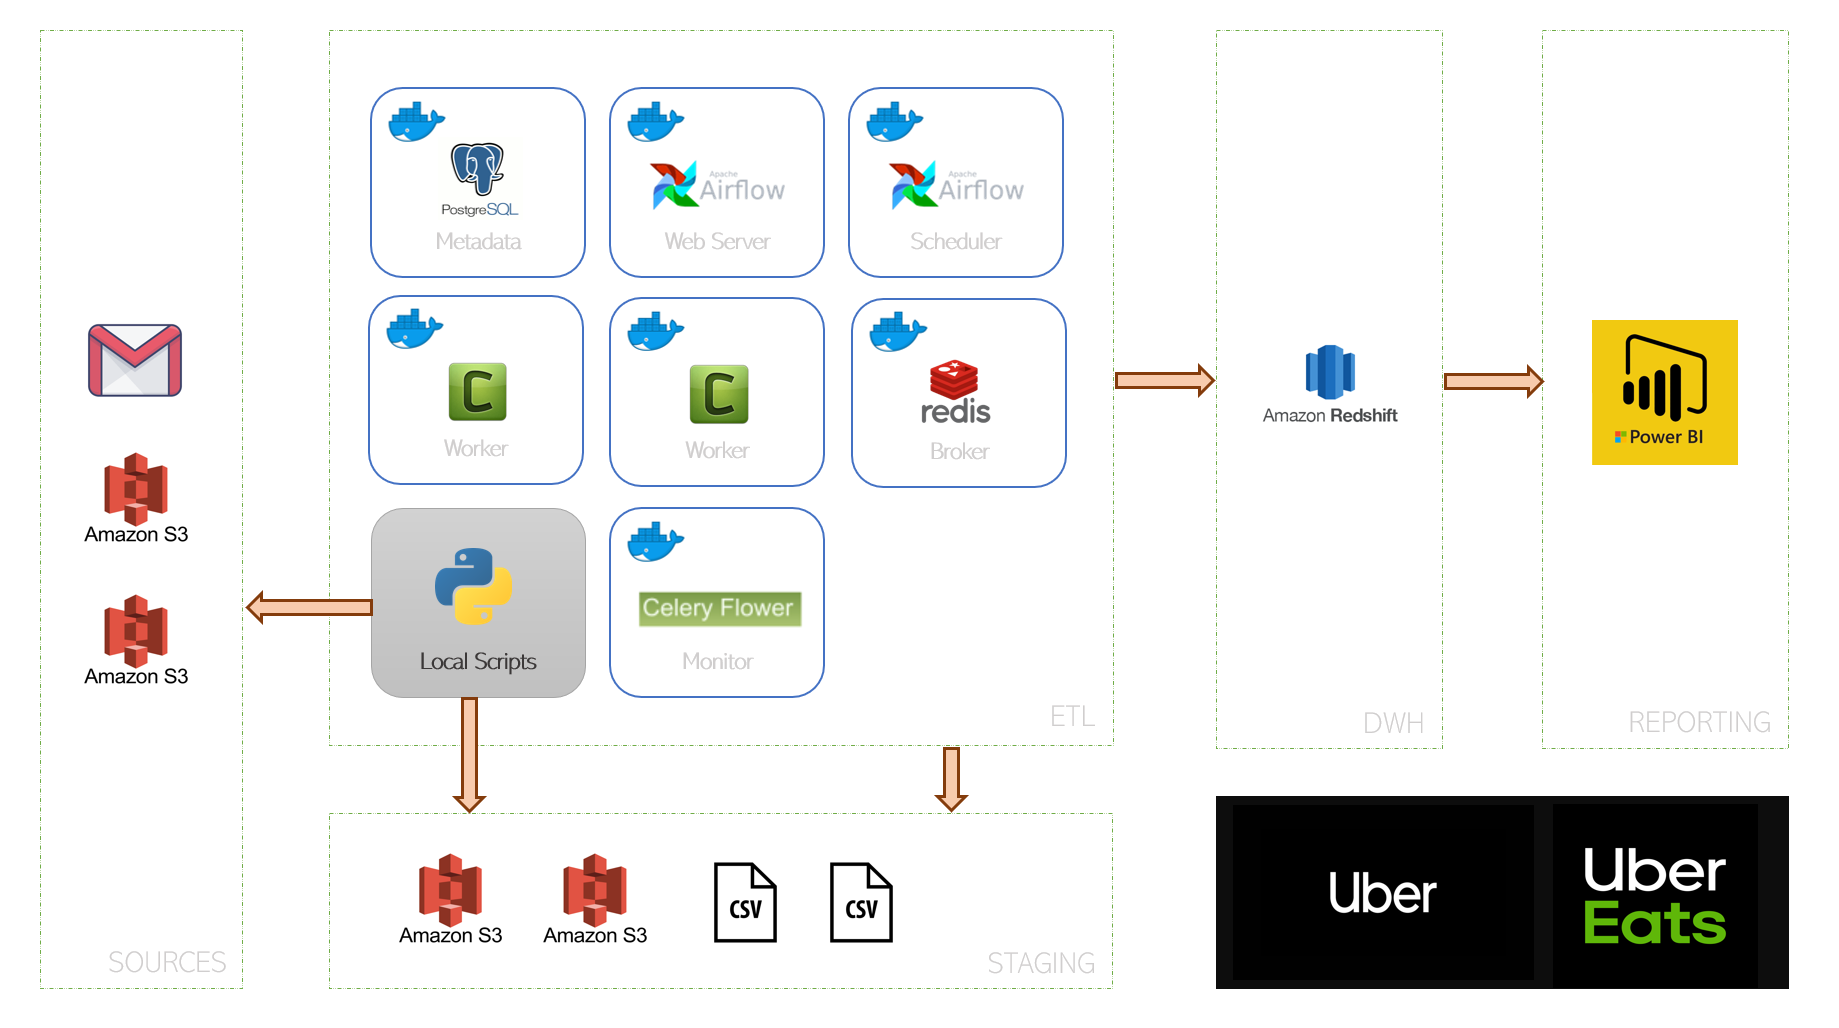 Amazon S3
Amazon S3
SOURCES
PostgreSQL
Metadata
Apache
Airflow
Web Server
Apache
Airflow
Scheduler
C
Worker
C
Worker
redis
Broker
Local Scripts
Celery Flower
Monitor
ETL
Amazon S3
Amazon S3
CSV
CSV
STAGING
Amazon Redshift
DWH
Power BI
REPORTING
Uber
Uber
Eats